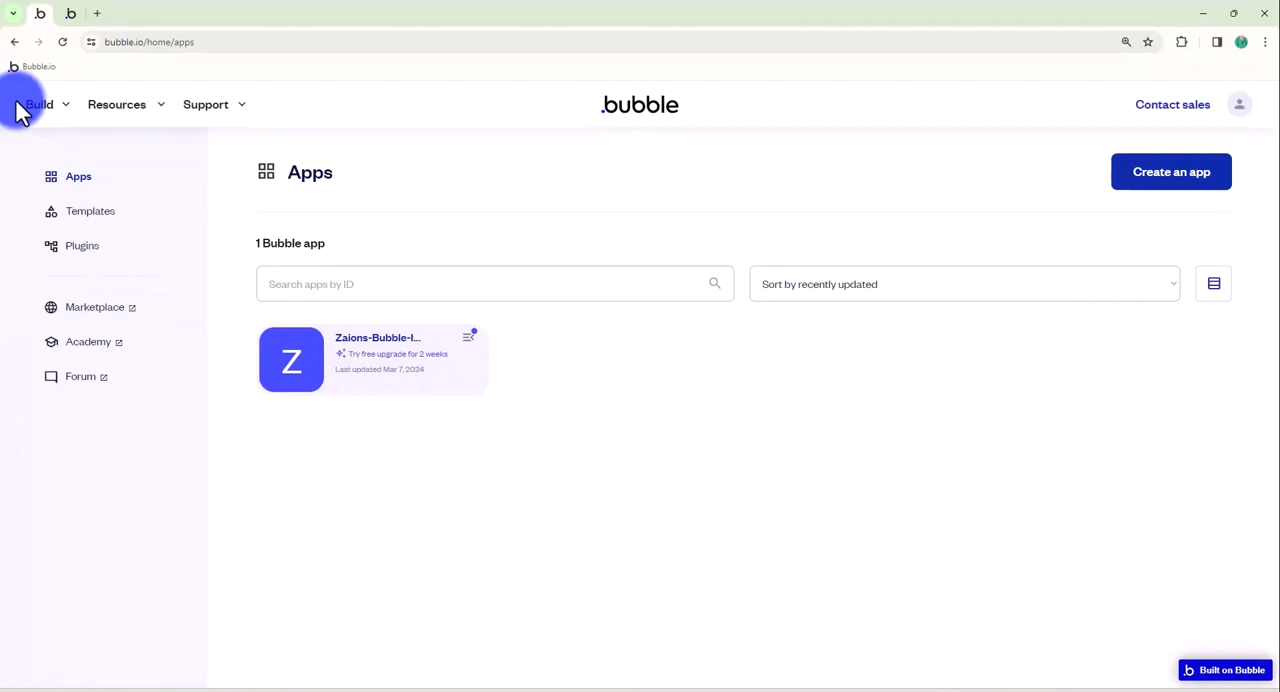 bubble.io/home/apps
Bubble.io
Build
Resources
Support
.bubble
Contact sales
Apps
Templates
Plugins
Marketplace
Academy
Forum
Apps
Create an app
1 Bubble app
Search apps by ID
Sort by recently updated
Z
Zaions-Bubble-I...
Try free upgrade for 2 weeks
Last updated Mar 7, 2024
Built on Bubble